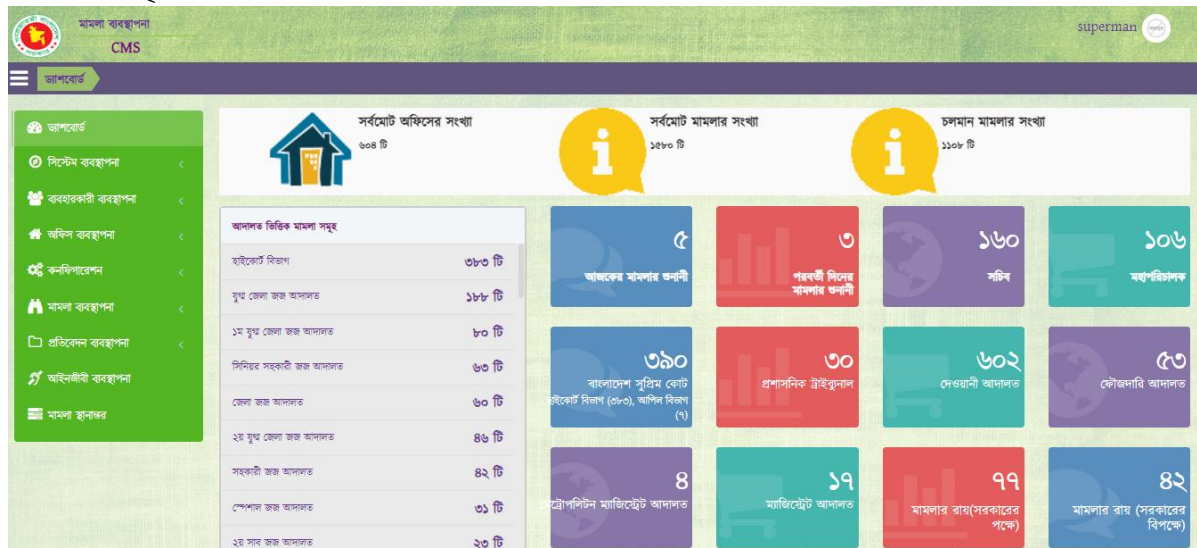 মামলা ব্যবস্থাপনা
CMS
superman
ড্যাশবোর্ড
ড্যাশবোর্ড
সিস্টেম ব্যবস্থাপনা
ব্যবহারকারী ব্যবস্থাপনা
অফিস ব্যবস্থাপনা
কনফিগারেশন
মামলা ব্যবস্থাপনা
প্রতিবেদন ব্যবস্থাপনা
আইনজীবী ব্যবস্থাপনা
মামলা স্থানান্তর
সর্বমোট অফিসের সংখ্যা
৬০৪ টি
সর্বমোট মামলার সংখ্যা
১৫৮০ টি
চলমান মামলার সংখ্যা
১১০৮ টি
আদালত ভিত্তিক মামলা সমূহ
হাইকোর্ট বিভাগ ৩৮৩ টি
যুগ্ম জেলা জজ আদালত ১৮৮ টি
১ম যুগ্ম জেলা জজ আদালত ৮০ টি
সিনিয়র সহকারী জজ আদালত ৬৩ টি
জেলা জজ আদালত ৬০ টি
২য় যুগ্ম জেলা জজ আদালত ৪৬ টি
সহকারী জজ আদালত ৪২ টি
স্পেশাল জজ আদালত ৩১ টি
২য় সাব জজ আদালত ২৩ টি
৫
আজকের মামলার শুনানী
৩
পরবর্তী দিনের
মামলার শুনানী
১৬০
সচিব
১০৬
মহাপরিচালক
৩৯০
বাংলাদেশ সুপ্রিম কোর্ট
হাইকোর্ট বিভাগ (৩৮৩), আপিল বিভাগ
(৭)
৩০
প্রশাসনিক ট্রাইব্যুনাল
৬০২
দেওয়ানী আদালত
৫৩
ফৌজদারি আদালত
৪
ট্রোপলিটন ম্যাজিস্ট্রেট আদালত
১৭
ম্যাজিস্ট্রেট আদালত
৭৭
মামলার রায়(সরকারের
পক্ষে)
৪২
মামলার রায় (সরকারের
বিপক্ষে)